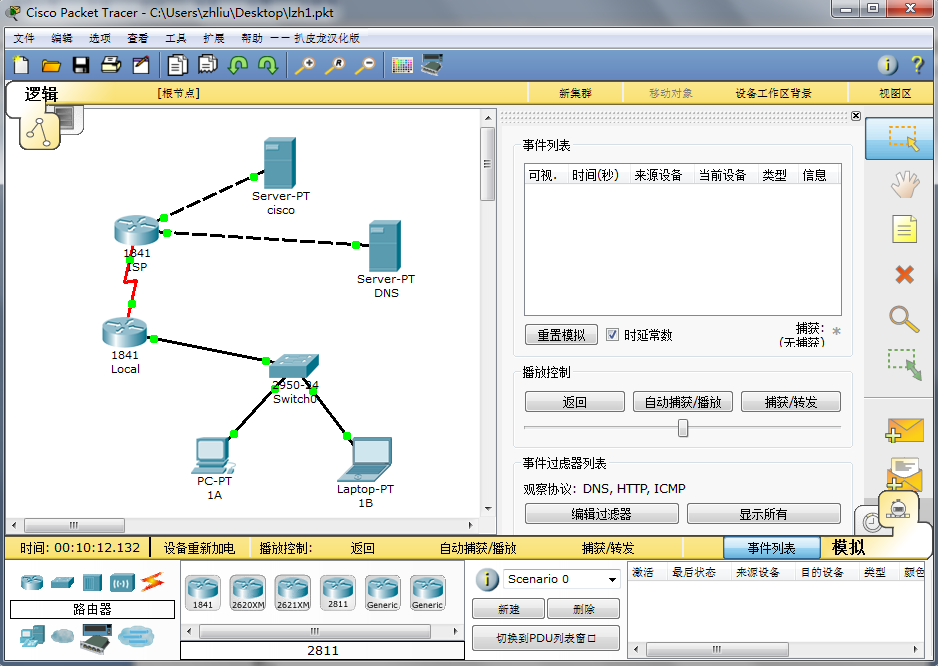 Cisco Packet Tracer - C:\Users\zhliu\Desktop\lzh1.pkt
文件 编辑 选项 查看 工具 扩展 帮助 一一 扒皮龙汉化版
逻辑 [根节点] 新集群 移动对象 设备工作区背景 视图区
Server-PT
cisco
1841
ISP
Server-PT
DNS
1841
Local
2950-24
Switch0
PC-PT
1A
Laptop-PT
1B
事件列表
可视. 时间(秒) 来源设备 当前设备 类型 信息
重置模拟 时延常数 捕获: *
(无捕获)
播放控制
返回 自动捕获/播放 捕获/转发
事件过滤器列表
观察协议: DNS, HTTP, ICMP
编辑过滤器 显示所有
时间: 00:10:12.132 设备重新加电 播放控制: 返回 自动捕获/播放 捕获/转发 事件列表 模拟
路由器
1841 2620XM 2621XM 2811 Generic Generic
2811
Scenario 0
新建 删除
切换到PDU列表窗口
激活 最后状态 来源设备 目的设备 类型 颜色